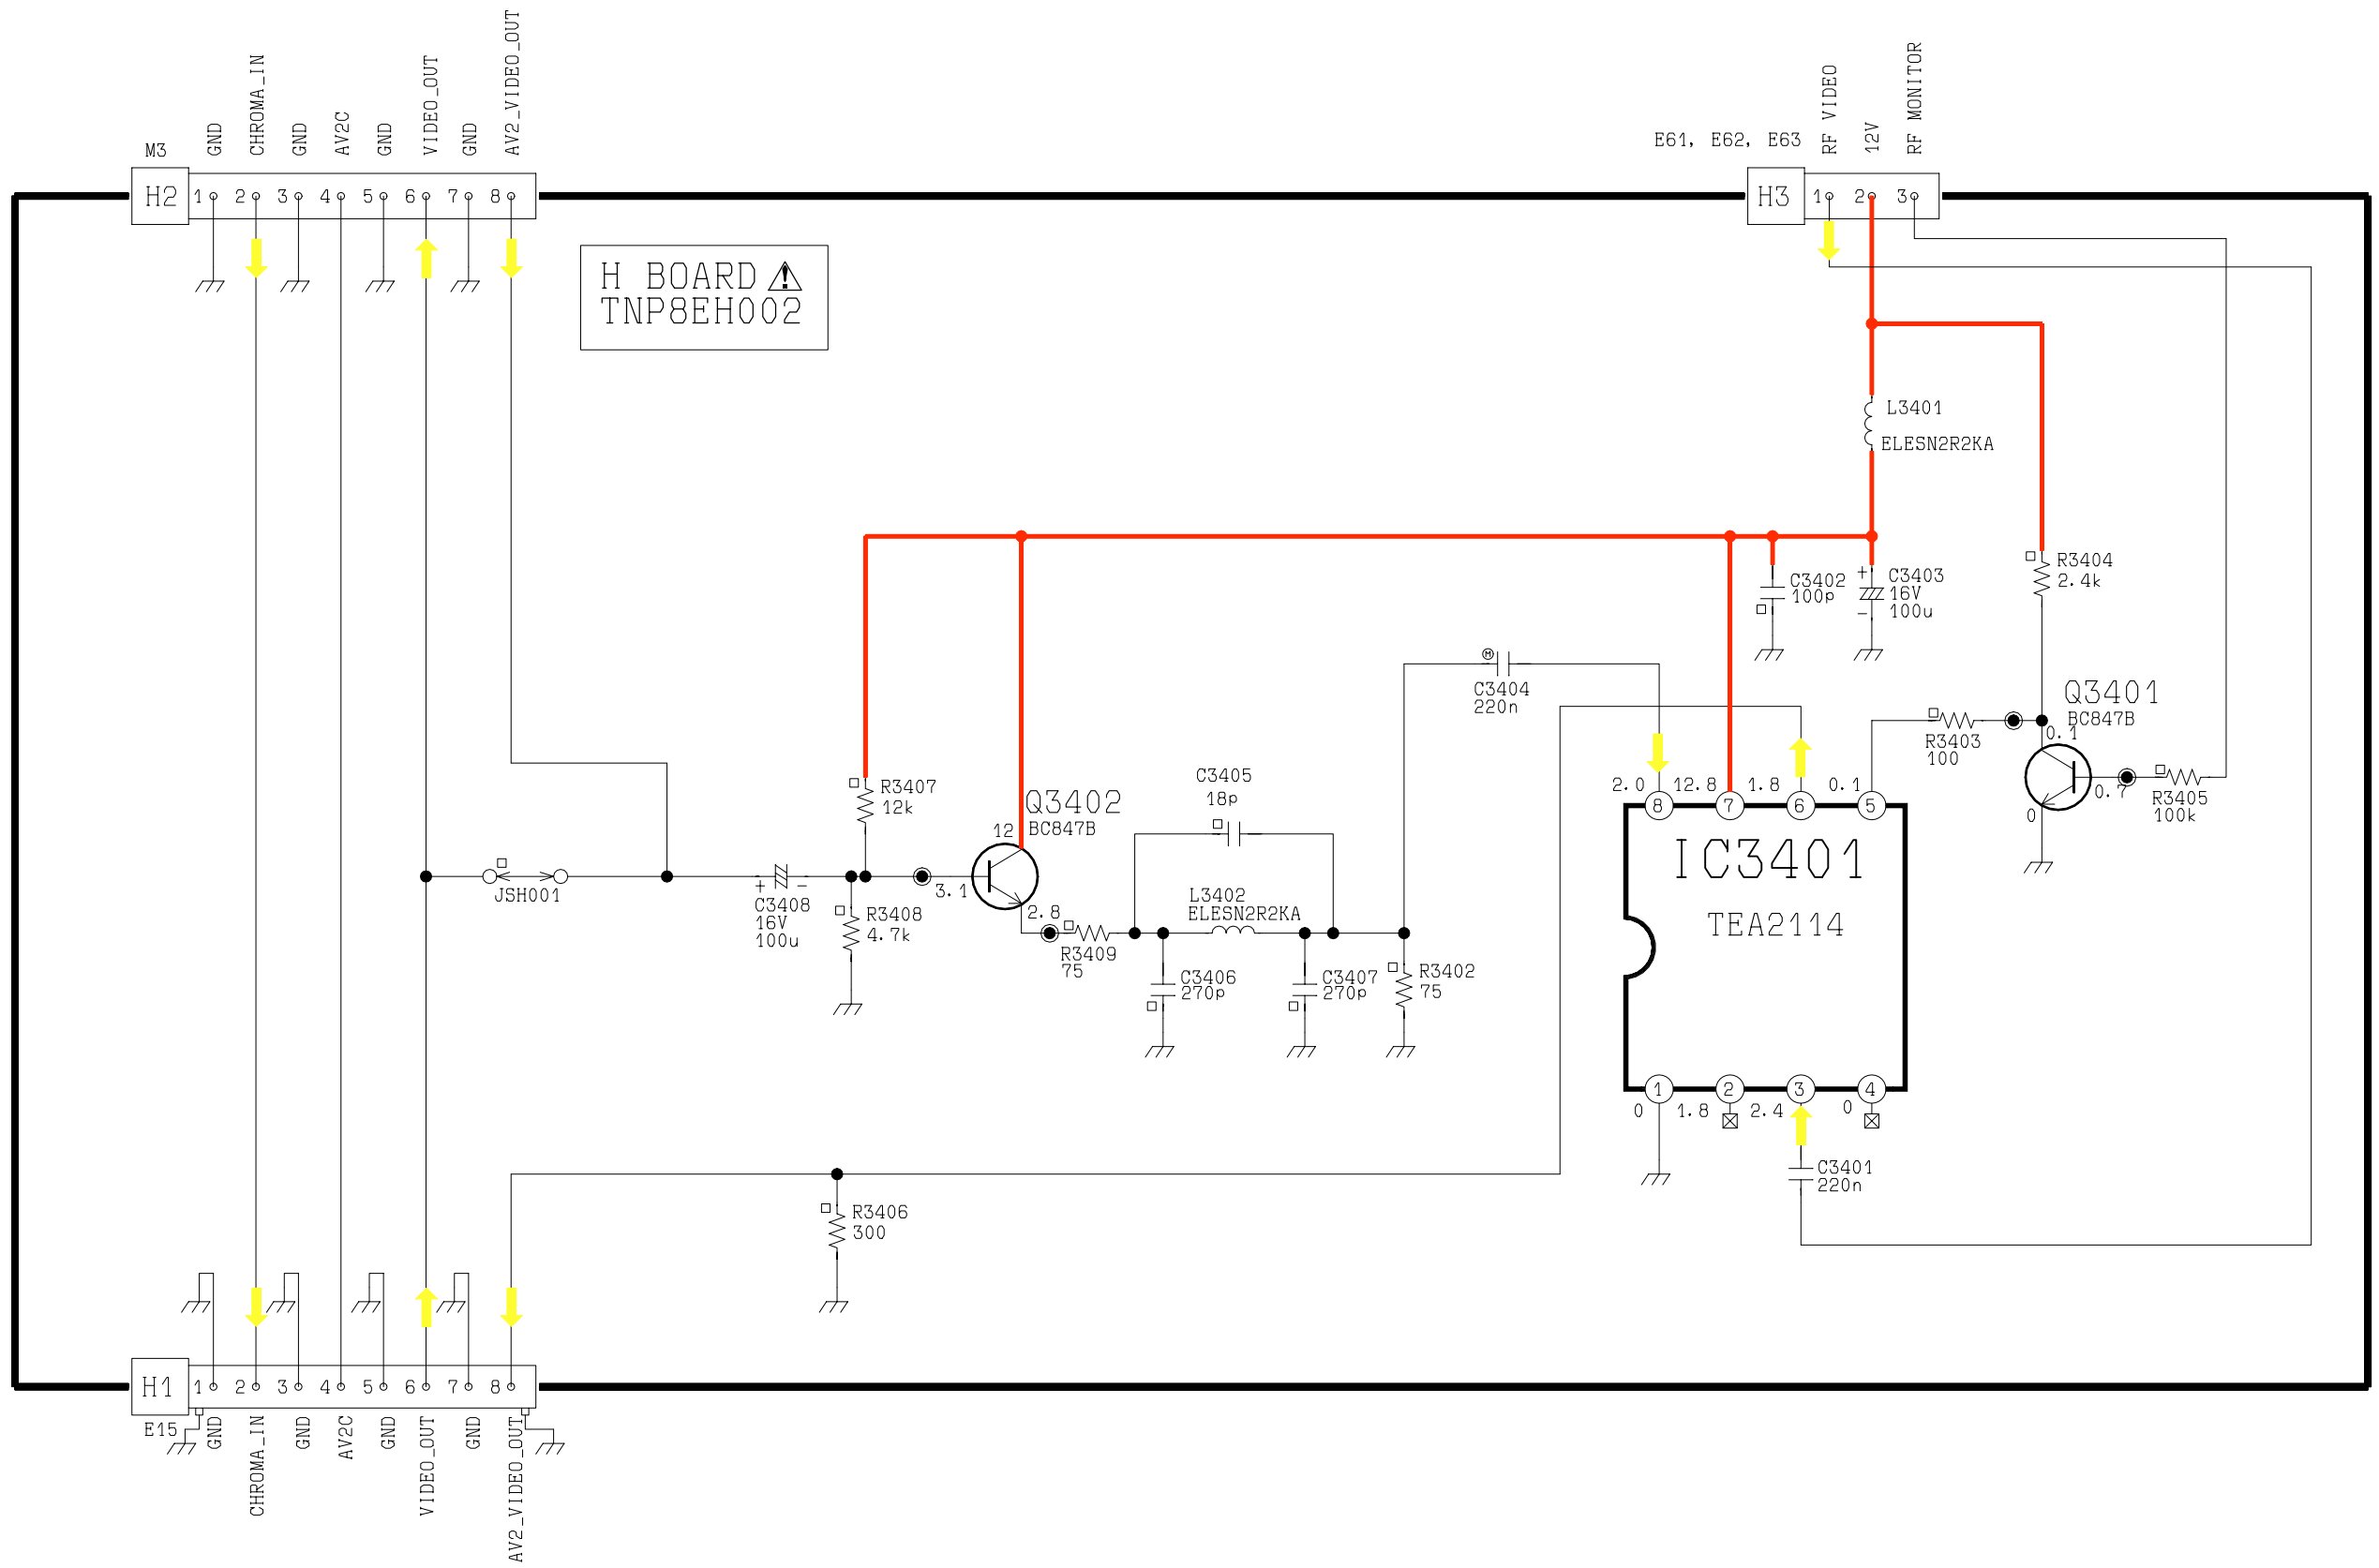 GND
CHROMA_IN
GND
AV2C
GND
VIDEO_OUT
GND
AV2_VIDEO_OUT
M3
H2
1 2 3 4 5 6 7 8
E61, E62, E63
RF VIDEO
12V
RF MONITOR
H3
1 2 3
H BOARD
TNP8EH002
L3401
ELESN2R2KA
C3402
100p
+
-
C3403
16V
100u
R3404
2.4k
M
C3404
220n
Q3401
BC847B
0.1
0
0.7
R3403
100
R3405
100k
R3407
12k
Q3402
BC847B
12
3.1
2.8
C3405
18p
2.0 12.8 1.8 0.1
8 7 6 5
IC3401
TEA2114
1 2 3 4
0 1.8 2.4 0
JSH001
+ -
C3408
16V
100u
R3408
4.7k
L3402
ELESN2R2KA
R3409
75
C3406
270p
C3407
270p
R3402
75
C3401
220n
R3406
300
H1
1 2 3 4 5 6 7 8
E15
GND
CHROMA_IN
GND
AV2C
GND
VIDEO_OUT
GND
AV2_VIDEO_OUT